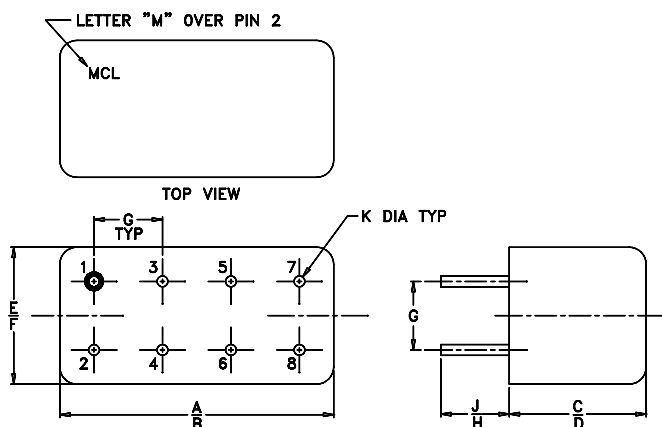 LETTER "M" OVER PIN 2
MCL
TOP VIEW
G
TYP
K DIA TYP
1 3 5 7
E
F
G
2 4 6 8
A
B
J
H
C
D